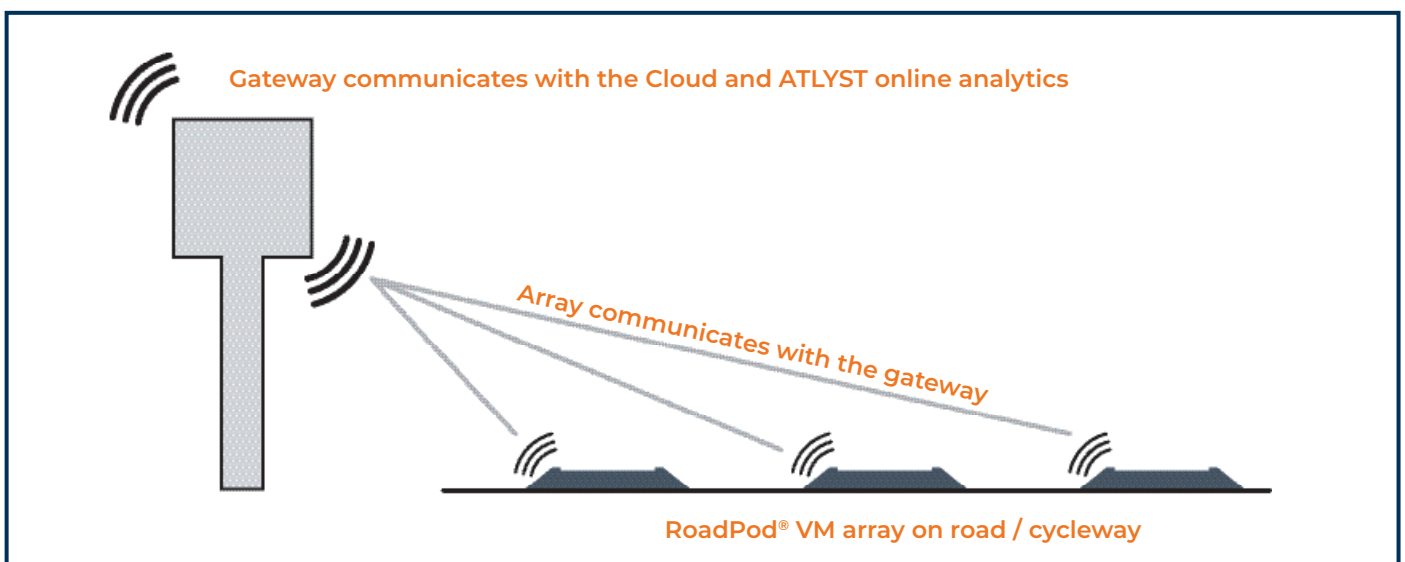 Gateway communicates with the Cloud and ATLYST online analytics
Array communicates with the gateway
RoadPod® VM array on road / cycleway